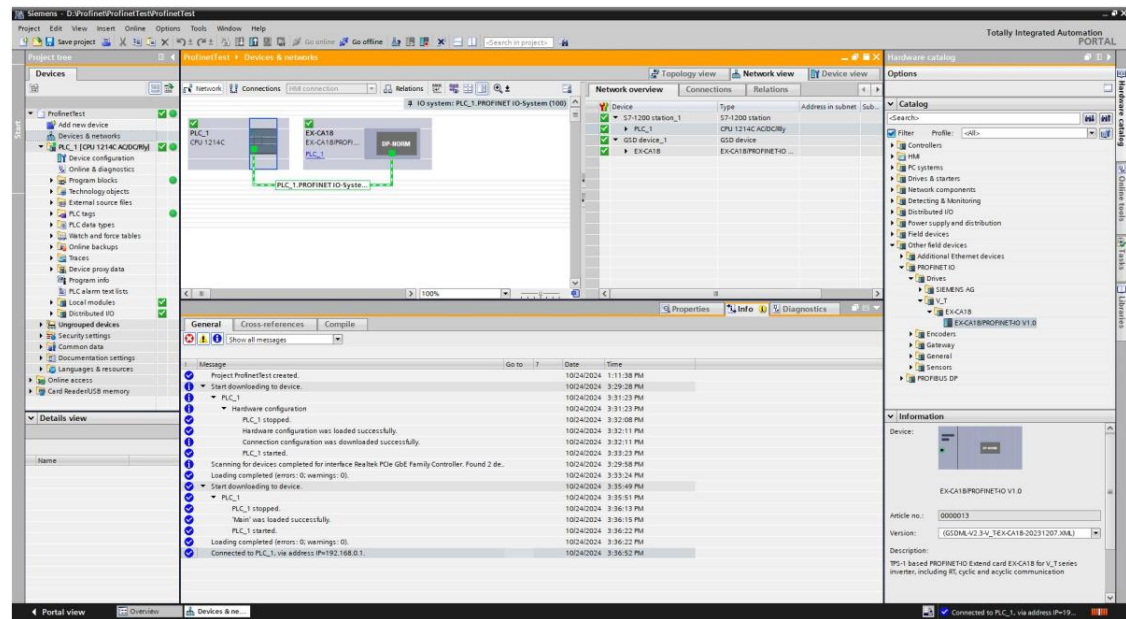 Siemens - D:\Profinet\ProfinetTest\ProfinetTest
Project Edit View Insert Online Options Tools Window Help
Totally Integrated Automation
PORTAL
Save project Go online Go offline <Search in project>
Project tree
Devices
ProfinetTest
Add new device
Devices & networks
PLC_1 [CPU 1214C AC/DC/Rly]
Device configuration
Online & diagnostics
Program blocks
Technology objects
External source files
PLC tags
PLC data types
Watch and force tables
Online backups
Traces
Device proxy data
Program info
PLC alarm text lists
Local modules
Distributed I/O
Ungrouped devices
Security settings
Common data
Documentation settings
Languages & resources
Online access
Card Reader/USB memory
Details view
Name
Start
ProfinetTest Devices & networks
Topology view Network view Device view
Network Connections HMI connection Relations
IO system: PLC_1.PROFINET IO-System (100)
PLC_1
CPU 1214C
EX-CA18
EX-CA18/PROFI...
PLC_1
DP-NORM
PLC_1.PROFINET IO-Syste...
100%
Network overview Connections Relations
Device Type Address in subnet Sub...
S7-1200 station_1 S7-1200 station
PLC_1 CPU 1214C AC/DC/Rly
GSD device_1 GSD device
EX-CA18 EX-CA18/PROFINET-IO ...
Properties Info Diagnostics
General Cross-references Compile
Show all messages
! Message Go to ? Date Time
Project ProfinetTest created. 10/24/2024 1:11:38 PM
Start downloading to device. 10/24/2024 3:29:28 PM
PLC_1 10/24/2024 3:31:23 PM
Hardware configuration 10/24/2024 3:31:23 PM
PLC_1 stopped. 10/24/2024 3:32:08 PM
Hardware configuration was loaded successfully. 10/24/2024 3:32:11 PM
Connection configuration was downloaded successfully. 10/24/2024 3:32:11 PM
PLC_1 started. 10/24/2024 3:33:23 PM
Scanning for devices completed for interface Realtek PCIe GbE Family Controller. Found 2 de.. 10/24/2024 3:29:58 PM
Loading completed (errors: 0; warnings: 0). 10/24/2024 3:33:24 PM
Start downloading to device. 10/24/2024 3:35:49 PM
PLC_1 10/24/2024 3:35:51 PM
PLC_1 stopped. 10/24/2024 3:36:13 PM
'Main' was loaded successfully. 10/24/2024 3:36:15 PM
PLC_1 started. 10/24/2024 3:36:22 PM
Loading completed (errors: 0; warnings: 0). 10/24/2024 3:36:22 PM
Connected to PLC_1, via address IP=192.168.0.1. 10/24/2024 3:36:52 PM
Hardware catalog
Options
Catalog
<Search>
Filter Profile: <All>
Controllers
HMI
PC systems
Drives & starters
Network components
Detecting & Monitoring
Distributed I/O
Power supply and distribution
Field devices
Other field devices
Additional Ethernet devices
PROFINET IO
Drives
SIEMENS AG
V_T
EX-CA18
EX-CA18/PROFINET-IO V1.0
Encoders
Gateway
General
Sensors
PROFIBUS DP
Information
Device:
DP-NORM
EX-CA18/PROFINET-IO V1.0
Article no.: 0000013
Version: (GSDML-V2.3-V_T-EX-CA18-20231207.XML)
Description:
TPS-1 based PROFINET-IO Extend card EX-CA18 for V_T series
inverter, including RT, cyclic and acyclic communication
Hardware catalog
Online tools
Tasks
Libraries
Portal view Overview Devices & ne...
Connected to PLC_1, via address IP=19...